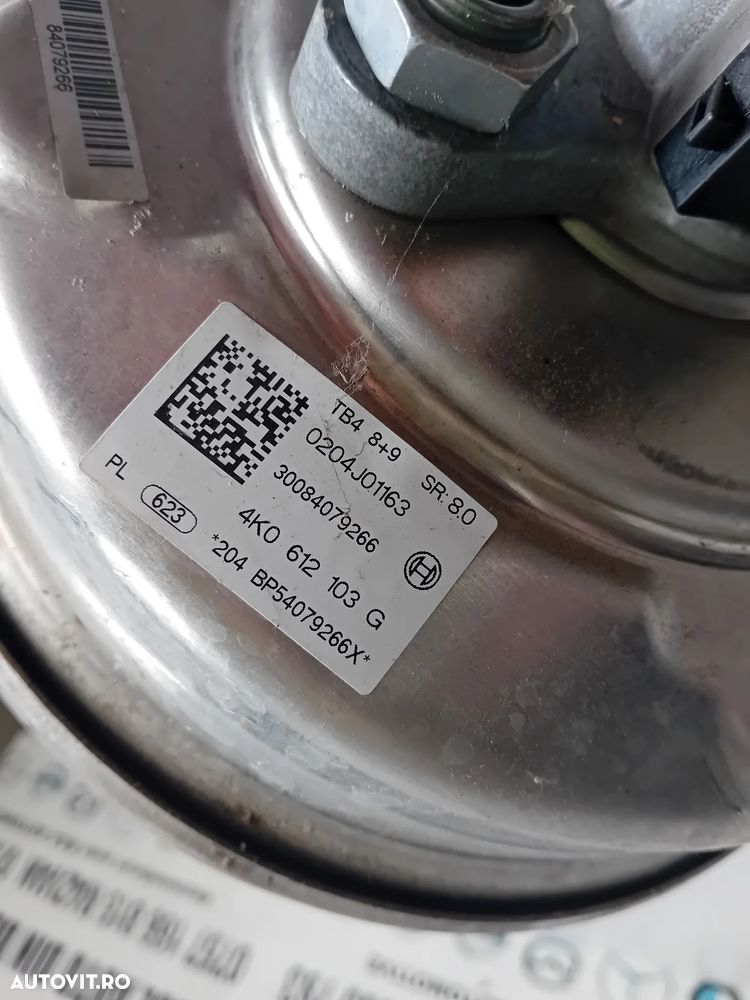 84079266
TB4 8+9 SR: 8.0
0204J01163
30084079266
PL 623 4K0 612 103 G
*204 BP54079266X*
AUTOVIT.RO